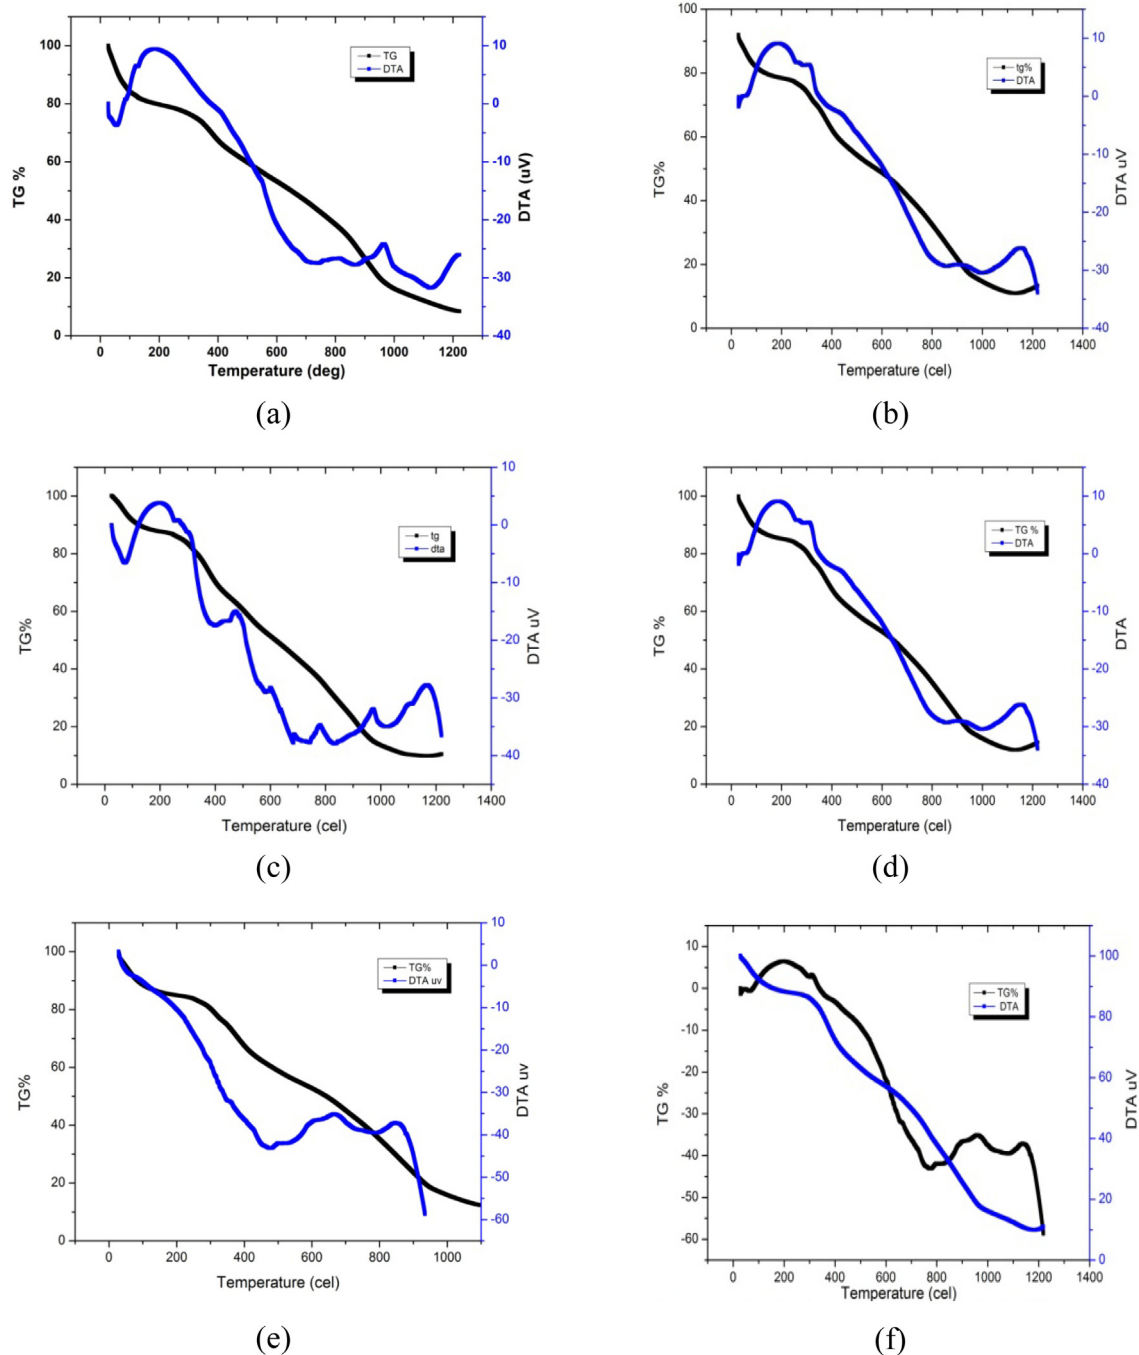 TG
DTA
100
80
60
40
20
0
10
0
-10
-20
-30
-40
0 200 400 600 800 1000 1200
TG %
DTA (uV)
Temperature (deg)
(a)
tg%
DTA
100
80
60
40
20
0
10
0
-10
-20
-30
-40
0 200 400 600 800 1000 1200 1400
TG%
DTA uV
Temperature (cel)
(b)
tg
dta
100
80
60
40
20
0
10
0
-10
-20
-30
-40
0 200 400 600 800 1000 1200 1400
TG%
DTA uV
Temperature (cel)
(c)
TG %
DTA
100
80
60
40
20
0
10
0
-10
-20
-30
-40
0 200 400 600 800 1000 1200 1400
TG %
DTA
Temperature (cel)
(d)
TG%
DTA uv
100
80
60
40
20
0
10
0
-10
-20
-30
-40
-50
-60
0 200 400 600 800 1000
TG%
DTA uv
Temperature (cel)
(e)
TG%
DTA
10
0
-10
-20
-30
-40
-50
-60
100
80
60
40
20
0
0 200 400 600 800 1000 1200 1400
TG %
DTA uV
Temperature (cel)
(f)